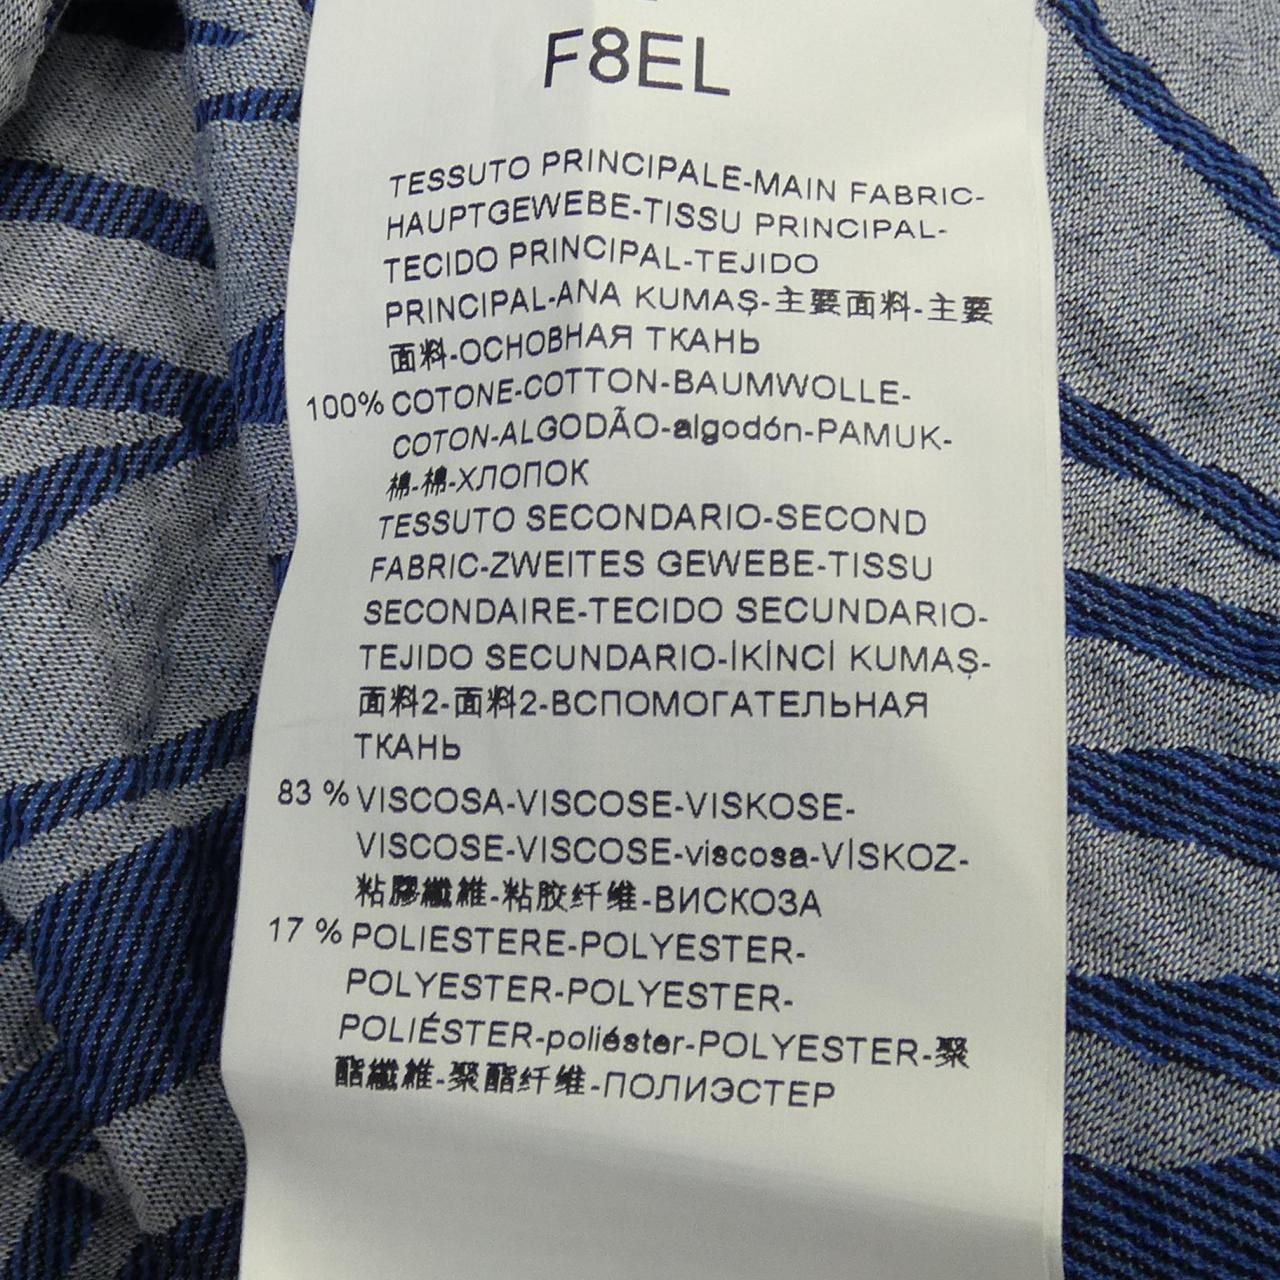 F8EL
TESSUTO PRINCIPALE-MAIN FABRIC-
HAUPTGEWEBE-TISSU PRINCIPAL-
TECIDO PRINCIPAL-TEJIDO
PRINCIPAL-ANA KUMAŞ-主要面料-主要
面料-ОСНОВНАЯ ТКАНЬ
100% COTONE-COTTON-BAUMWOLLE-
COTON-ALGODÃO-algodón-PAMUK-
棉-棉-ХЛОПОК
TESSUTO SECONDARIO-SECOND
FABRIC-ZWEITES GEWEBE-TISSU
SECONDAIRE-TECIDO SECUNDARIO-
TEJIDO SECUNDARIO-İKİNCİ KUMAŞ-
面料2-面料2-ВСПОМОГАТЕЛЬНАЯ
ТКАНЬ
83 % VISCOSA-VISCOSE-VISKOSE-
VISCOSE-VISCOSE-viscosa-VİSKOZ-
粘膠纖維-粘胶纤维-ВИСКОЗА
17 % POLIESTERE-POLYESTER-
POLYESTER-POLYESTER-
POLIÉSTER-poliéster-POLYESTER-聚
酯纖維-聚酯纤维-ПОЛИЭСТЕР